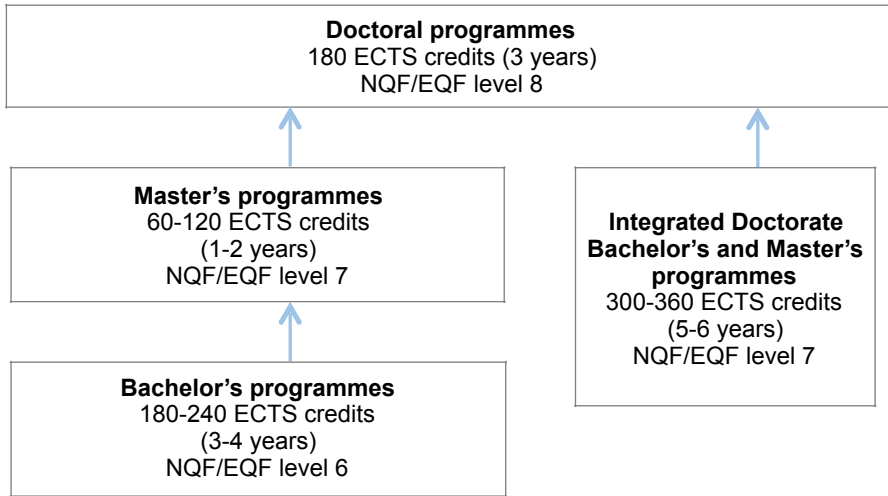 Doctoral programmes
180 ECTS credits (3 years)
NQF/EQF level 8
Master’s programmes
60-120 ECTS credits
(1-2 years)
NQF/EQF level 7
Integrated Doctorate
Bachelor’s and Master’s
programmes
300-360 ECTS credits
(5-6 years)
NQF/EQF level 7
Bachelor’s programmes
180-240 ECTS credits
(3-4 years)
NQF/EQF level 6